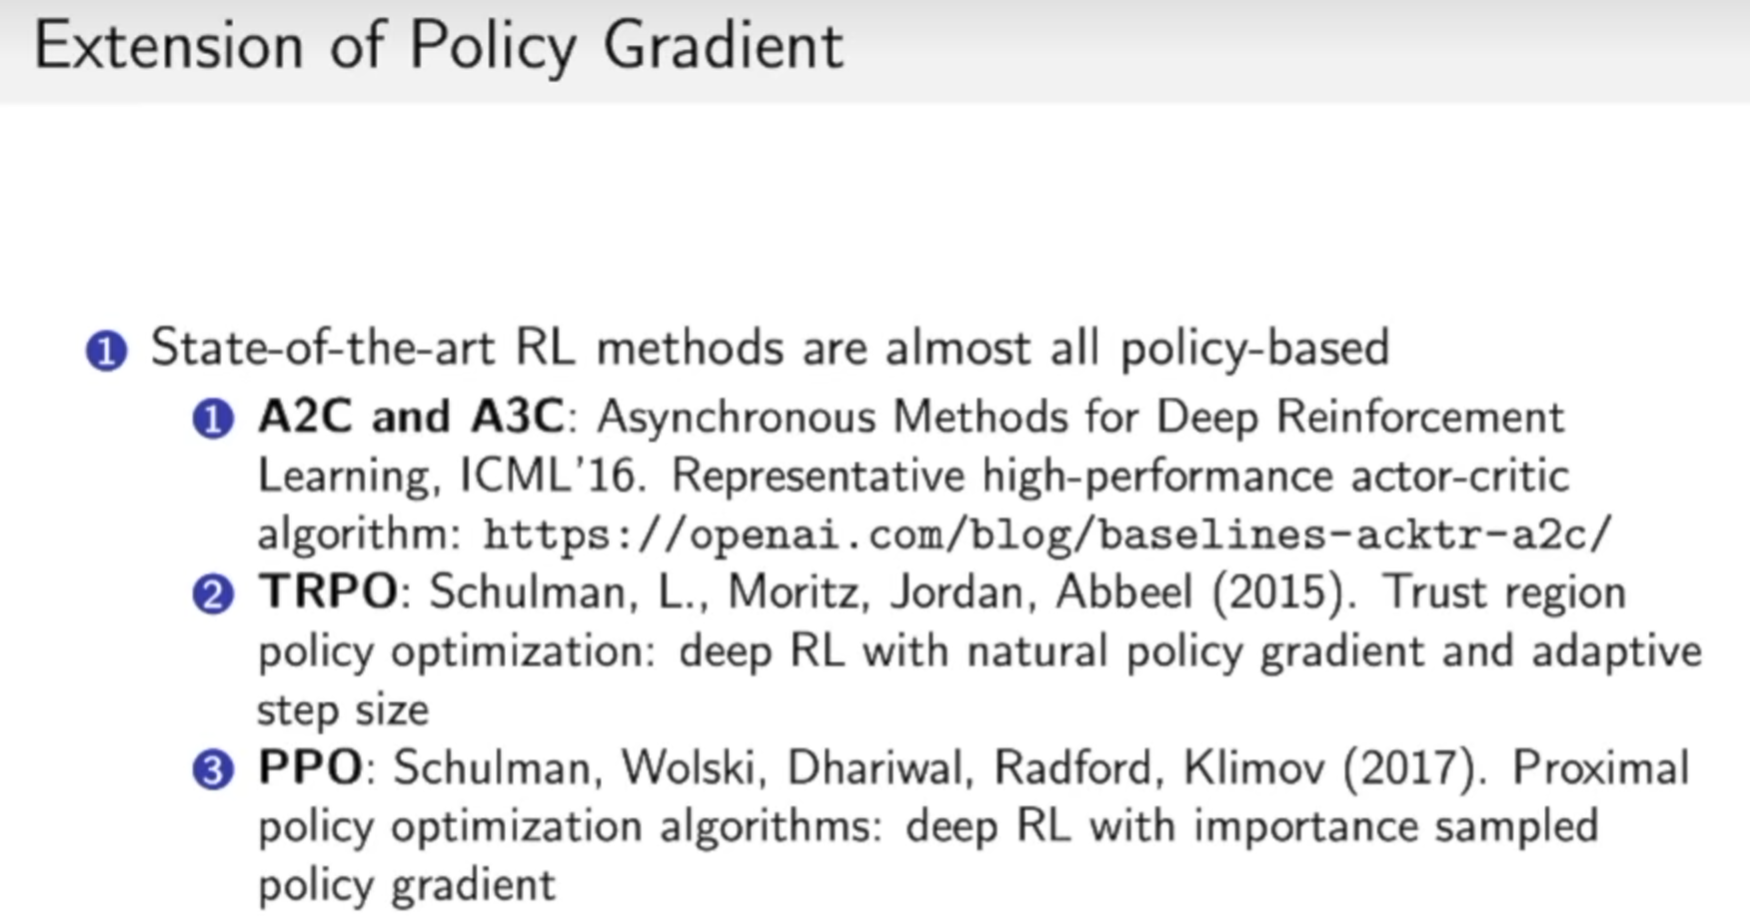 Extension of Policy Gradient
1 State-of-the-art RL methods are almost all policy-based
1 A2C and A3C: Asynchronous Methods for Deep Reinforcement
Learning, ICML'16. Representative high-performance actor-critic
algorithm: https://openai.com/blog/baselines-acktr-a2c/
2 TRPO: Schulman, L., Moritz, Jordan, Abbeel (2015). Trust region
policy optimization: deep RL with natural policy gradient and adaptive
step size
3 PPO: Schulman, Wolski, Dhariwal, Radford, Klimov (2017). Proximal
policy optimization algorithms: deep RL with importance sampled
policy gradient